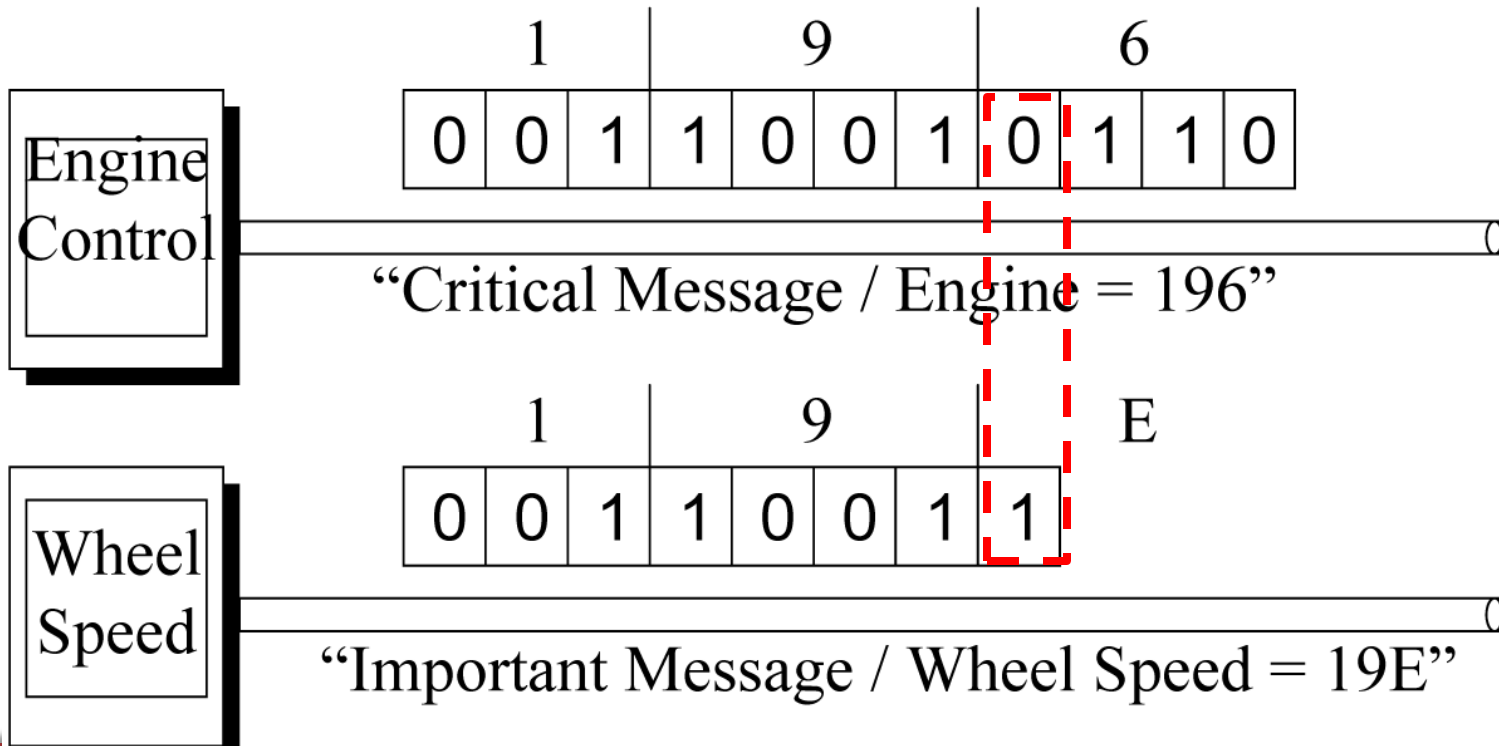 1 9 6
0 0 1 1 0 0 1 0 1 1 0
Engine
Control
“Critical Message / Engine = 196”
1 9 E
0 0 1 1 0 0 1 1
Wheel
Speed
“Important Message / Wheel Speed = 19E”